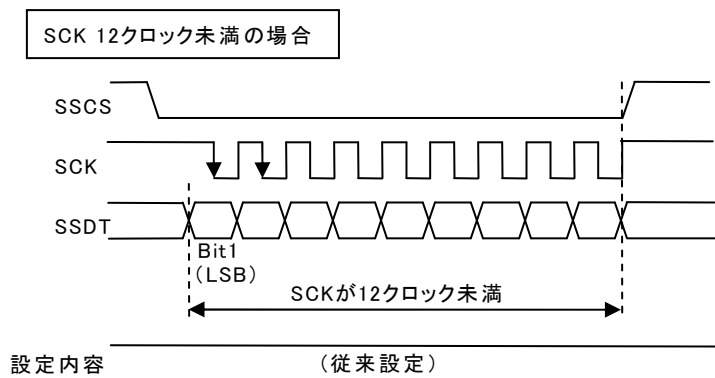 SCK 12クロック未満の場合
SSCS
SCK
SSDT
Bit1
(LSB)
SCKが12クロック未満
設定内容 (従来設定)